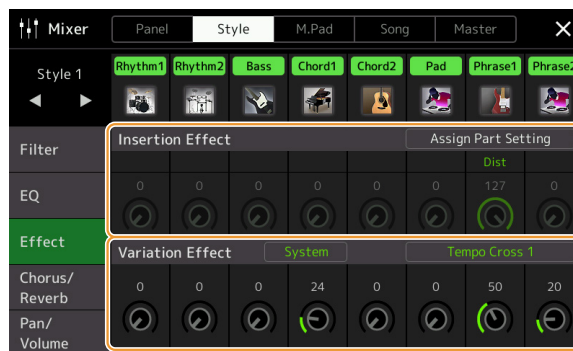 Mixer Panel Style M.Pad Song Master ×
Style 1 Rhythm1 Rhythm2 Bass Chord1 Chord2 Pad Phrase1 Phrase2
Filter
Insertion Effect Assign Part Setting
Dist
EQ
0 0 0 0 0 0 127 0
Effect
Variation Effect System Tempo Cross 1
Chorus/
Reverb
0 0 0 24 0 0 50 20
Pan/
Volume